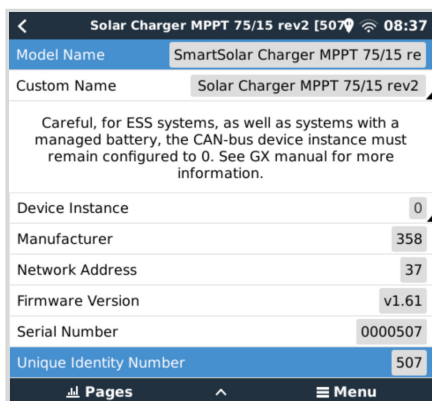 Solar Charger MPPT 75/15 rev2 [507 08:37
Model Name SmartSolar Charger MPPT 75/15 re
Custom Name Solar Charger MPPT 75/15 rev2
Careful, for ESS systems, as well as systems with a
managed battery, the CAN-bus device instance must
remain configured to 0. See GX manual for more
information.
Device Instance 0
Manufacturer 358
Network Address 37
Firmware Version v1.61
Serial Number 0000507
Unique Identity Number 507
Pages Menu